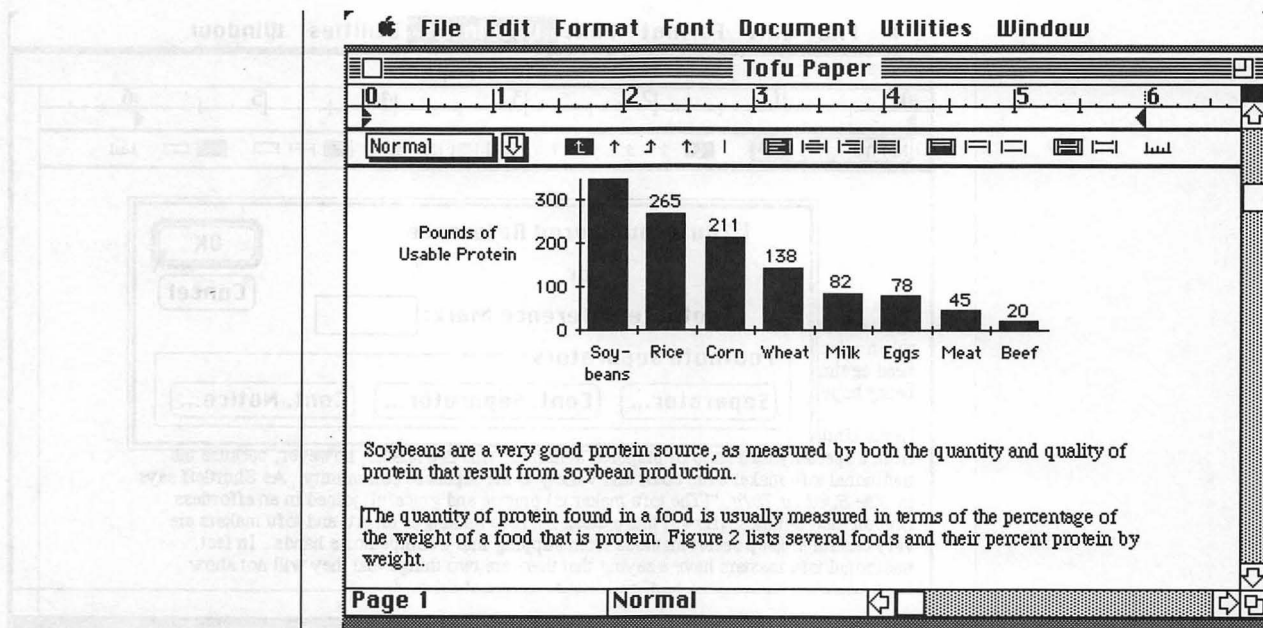 File Edit Format Font Document Utilities Window
Tofu Paper
0 1 2 3 4 5 6
Normal
300
265
Pounds of
Usable Protein
211
200
138
100
82
78
45
20
0
Soy-
beans
Rice Corn Wheat Milk Eggs Meat Beef
Soybeans are a very good protein source, as measured by both the quantity and quality of
protein that result from soybean production.
The quantity of protein found in a food is usually measured in terms of the percentage of
the weight of a food that is protein. Figure 2 lists several foods and their percent protein by
weight.
Page 1 Normal